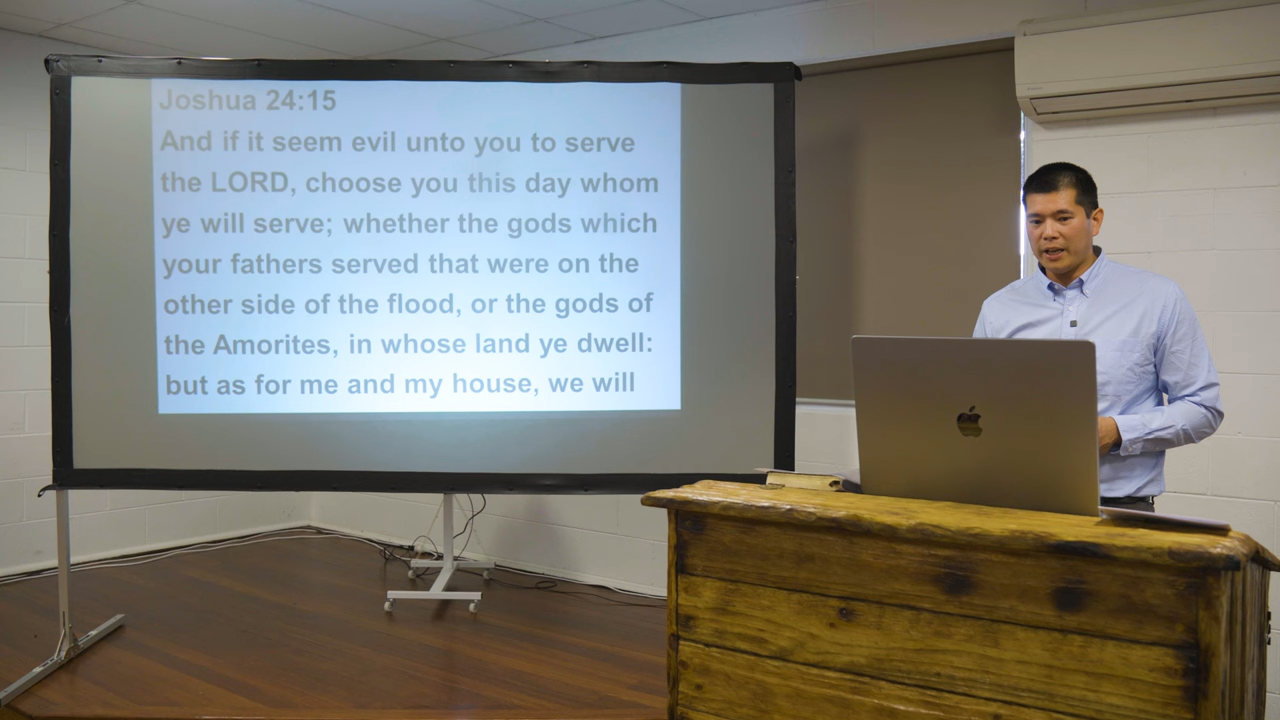 Joshua 24:15
And if it seem evil unto you to serve
the LORD, choose you this day whom
ye will serve; whether the gods which
your fathers served that were on the
other side of the flood, or the gods of
the Amorites, in whose land ye dwell:
but as for me and my house, we will